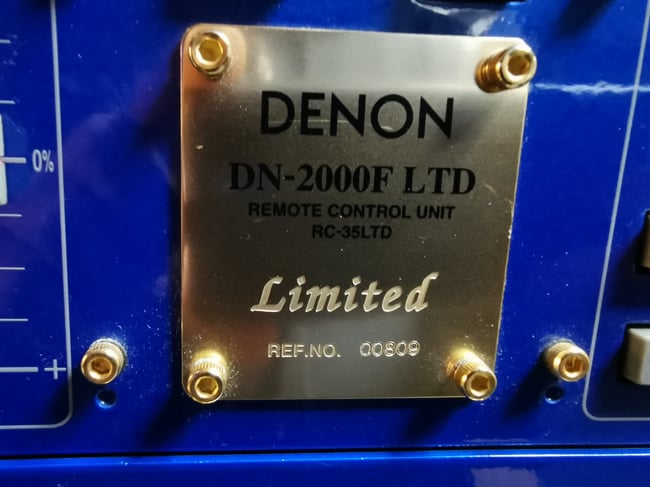 DENON
DN-2000F LTD
REMOTE CONTROL UNIT
RC-35LTD
Limited
REF.NO. 00809
0%
+